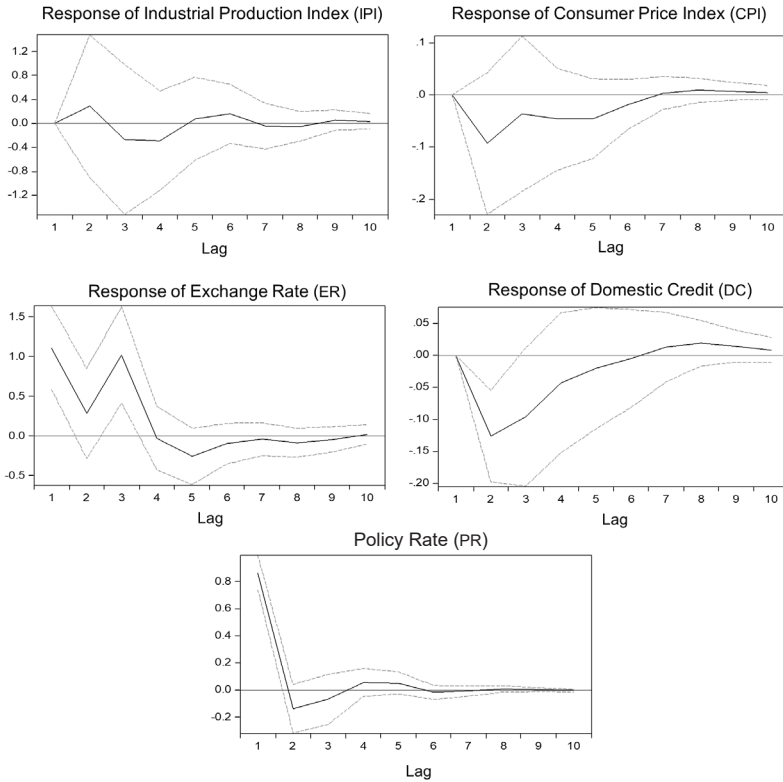 Response of Industrial Production Index (IPI)
1.2
0.8
0.4
0.0
-0.4
-0.8
-1.2
1 2 3 4 5 6 7 8 9 10
Lag
Response of Consumer Price Index (CPI)
.1
.0
-.1
-.2
1 2 3 4 5 6 7 8 9 10
Lag
Response of Exchange Rate (ER)
1.5
1.0
0.5
0.0
-0.5
1 2 3 4 5 6 7 8 9 10
Lag
Response of Domestic Credit (DC)
.05
.00
-.05
-.10
-.15
-.20
1 2 3 4 5 6 7 8 9 10
Lag
Policy Rate (PR)
0.8
0.6
0.4
0.2
0.0
-0.2
1 2 3 4 5 6 7 8 9 10
Lag